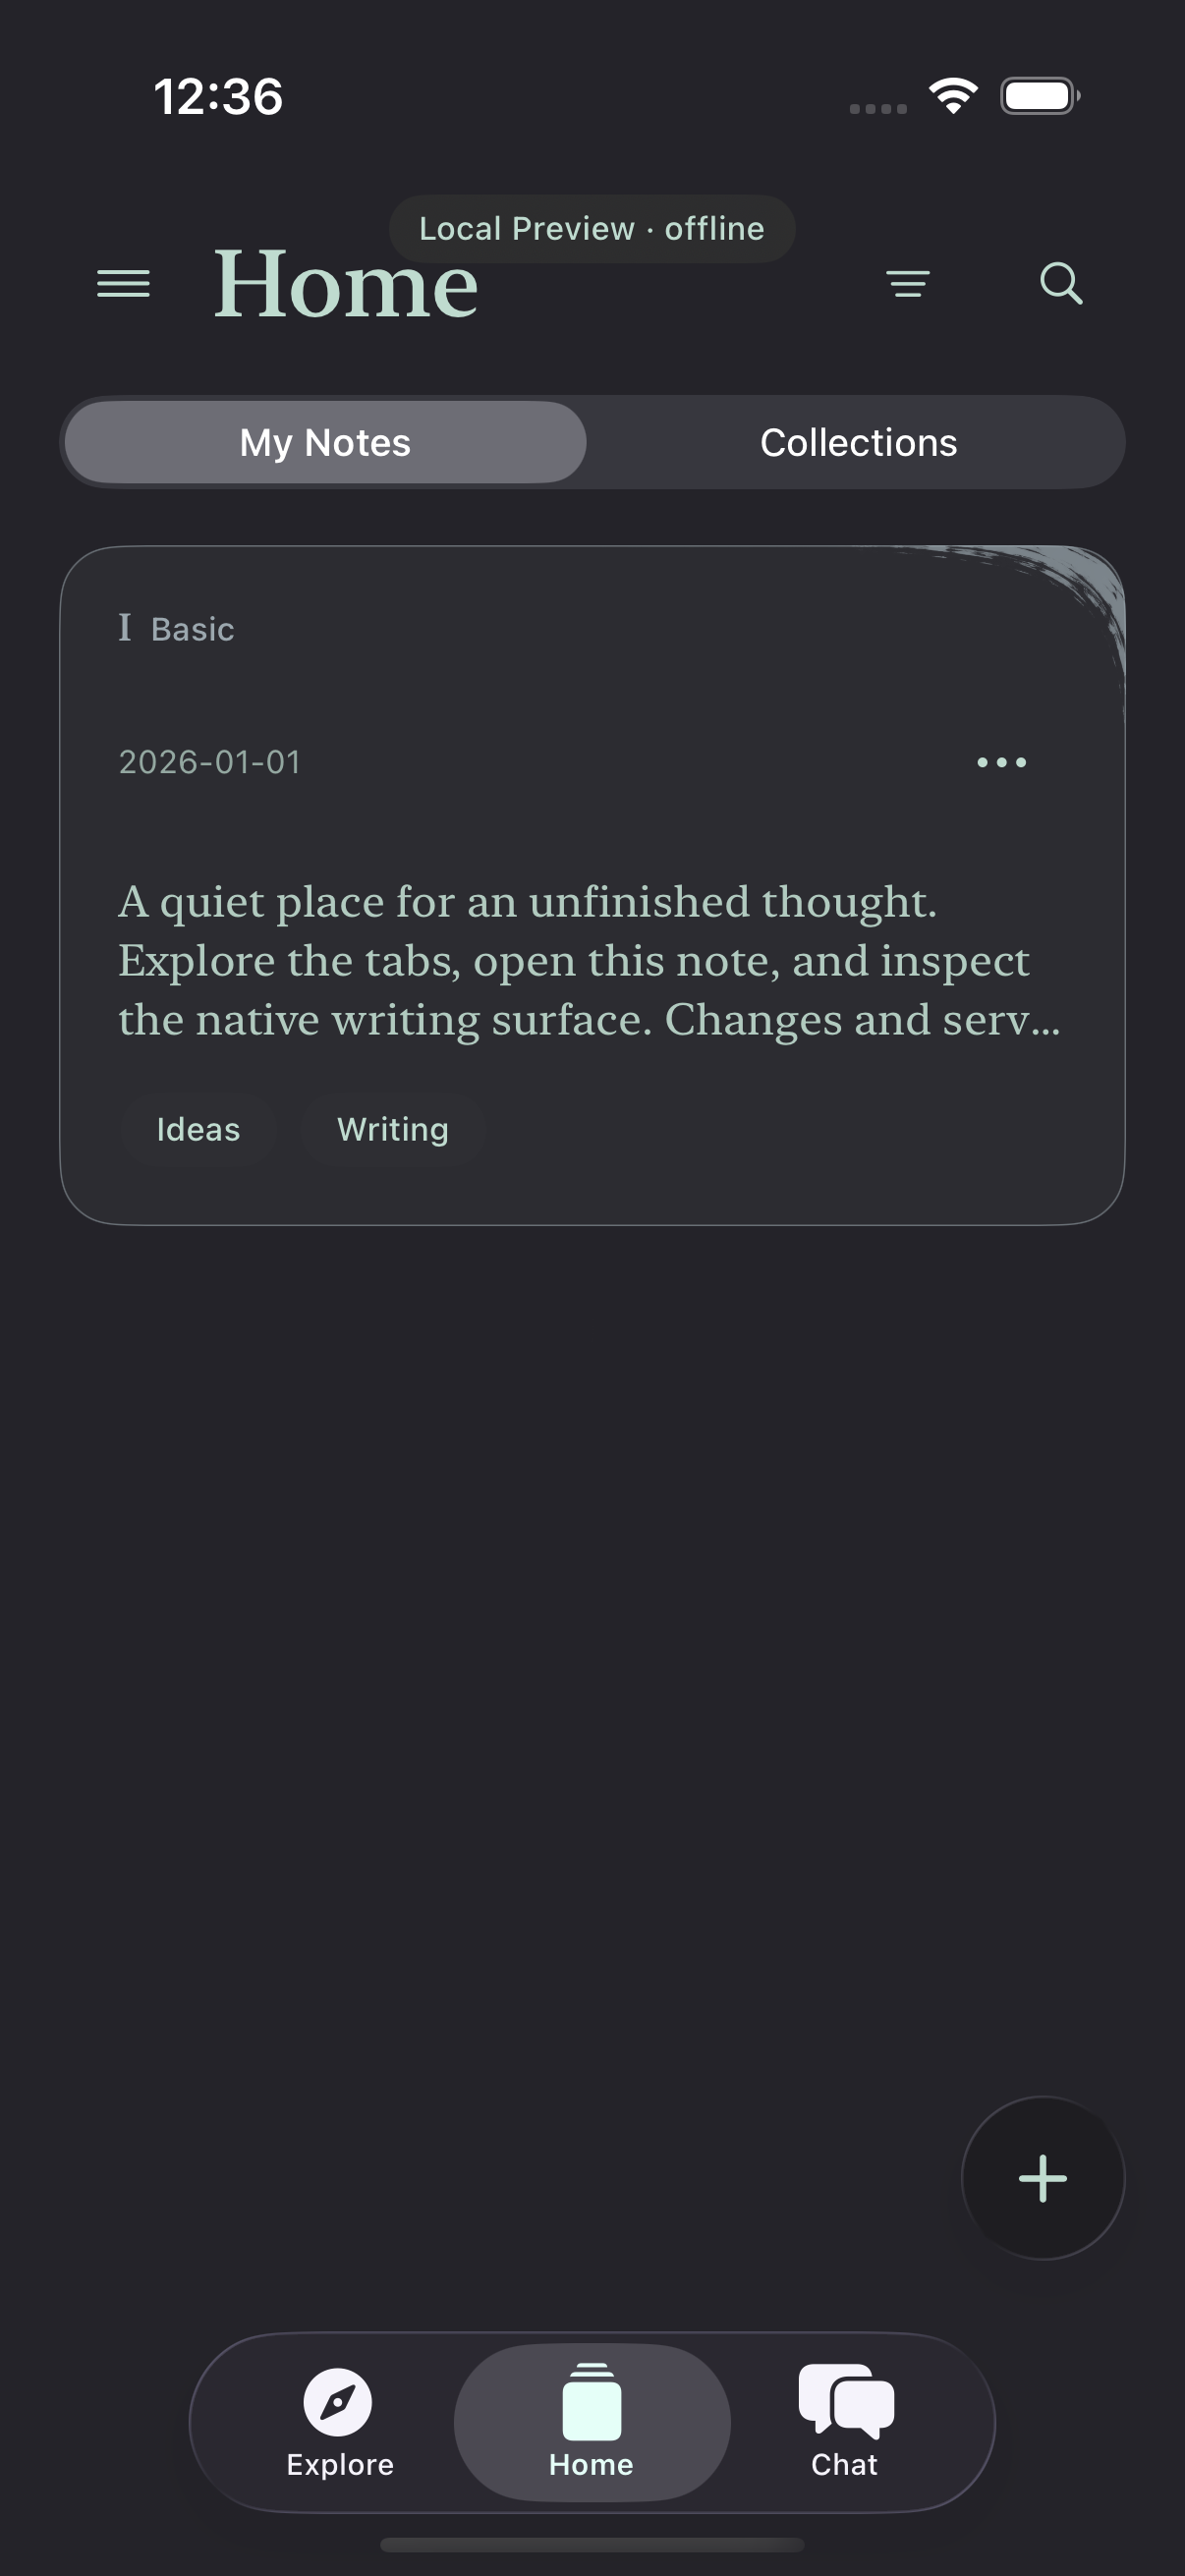 12:36
Local Preview · offline
Home
My Notes
Collections
I Basic
2026-01-01
A quiet place for an unfinished thought.
Explore the tabs, open this note, and inspect
the native writing surface. Changes and serv...
Ideas
Writing
Explore
Home
Chat